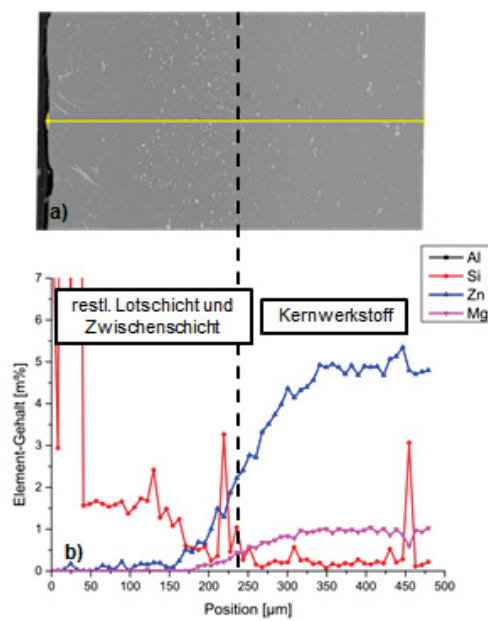 a)
Al
Si
Zn
Mg
7
6
5
4
3
2
1
0
restl. Lotschicht und
Zwischenschicht
Kernwerkstoff
Element-Gehalt [m%]
b)
0 50 100 150 200 250 300 350 400 450 500
Position [µm]